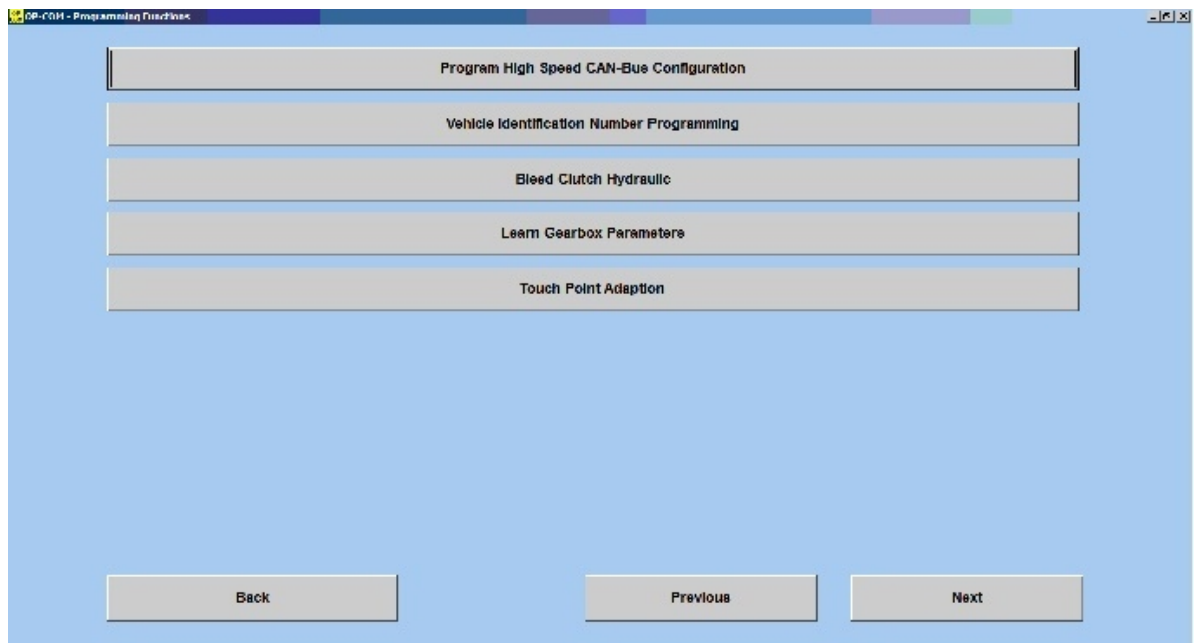 OP-COM - Programming Functions
Program High Speed CAN-Bus Configuration
Vehicle Identification Number Programming
Bleed Clutch Hydraulic
Learn Gearbox Parameters
Touch Point Adaption
Back
Previous
Next